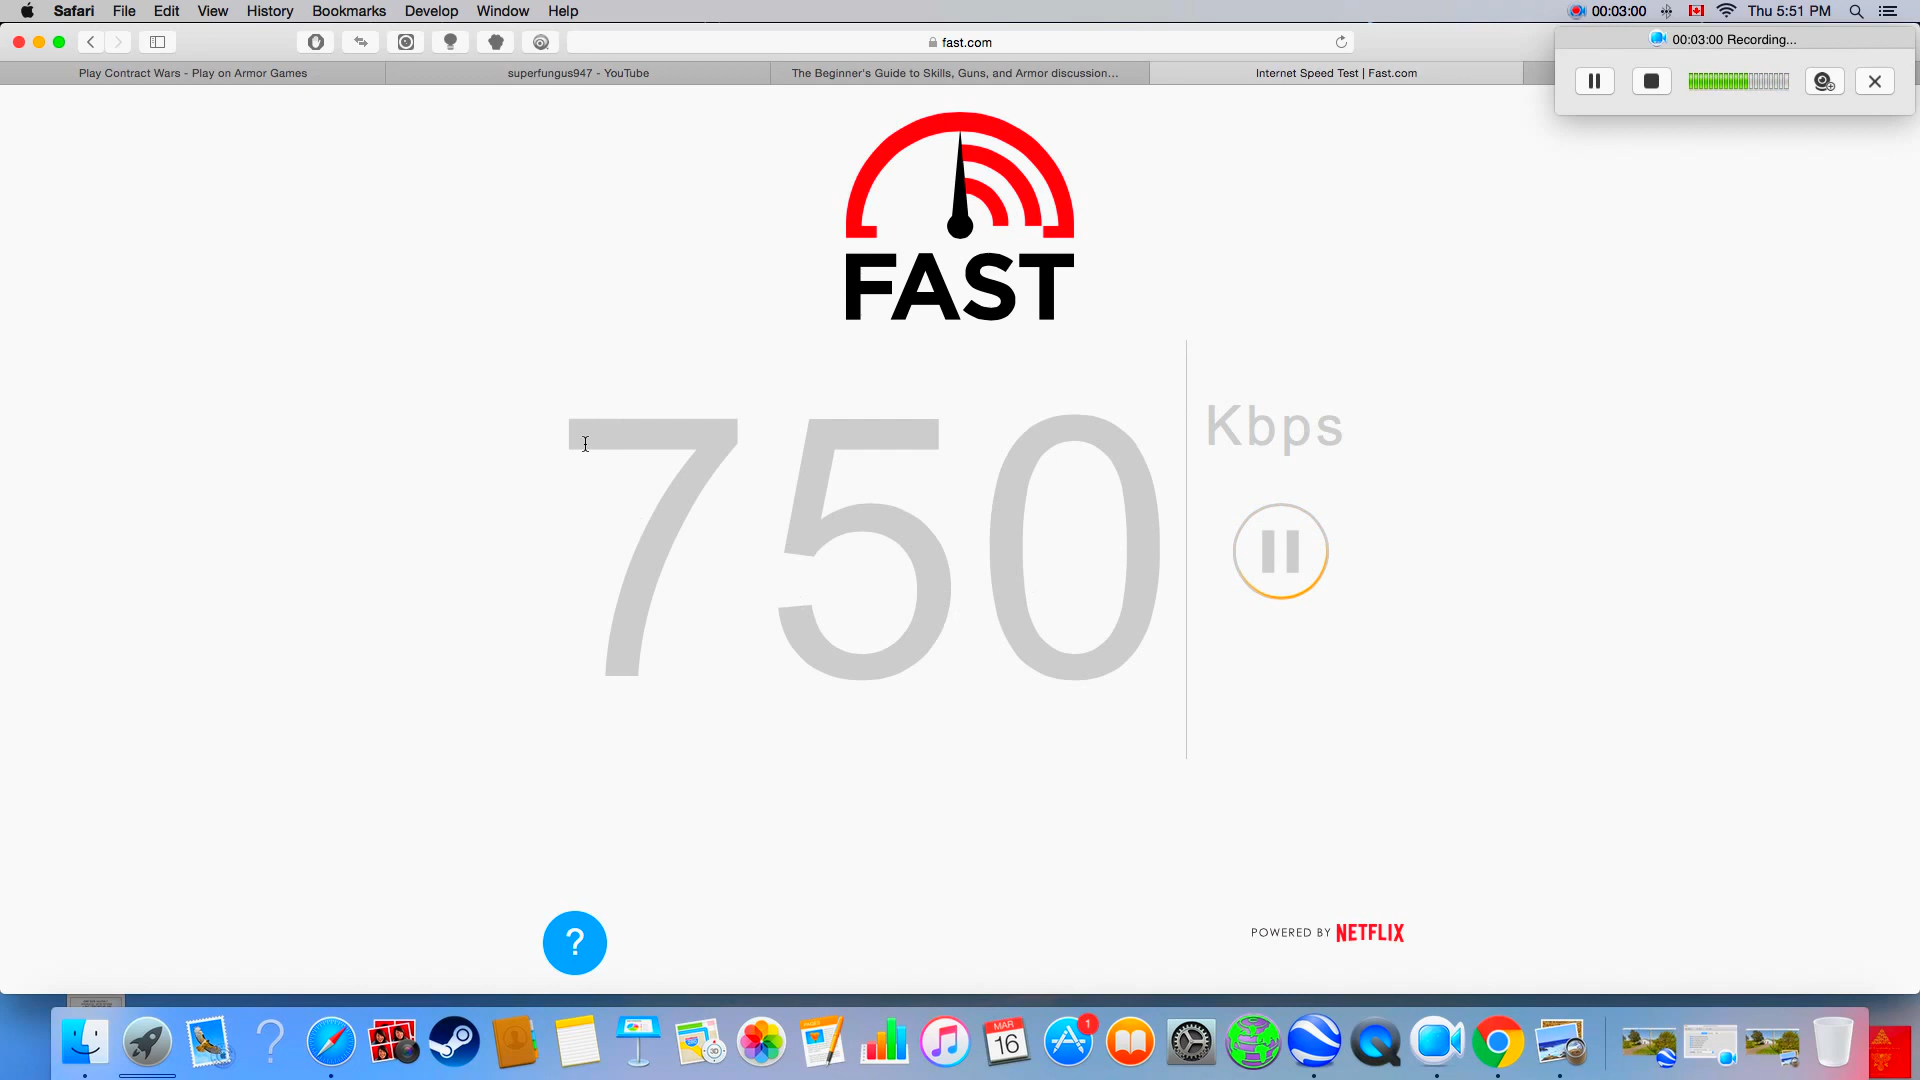 Safari File Edit View History Bookmarks Develop Window Help 00:03:00 Thu 5:51 PM
fast.com
00:03:00 Recording...
Play Contract Wars - Play on Armor Games superfungus947 - YouTube The Beginner's Guide to Skills, Guns, and Armor discussion... Internet Speed Test | Fast.com
FAST
750 Kbps
?
POWERED BY NETFLIX
?
3D
MAR
16
1